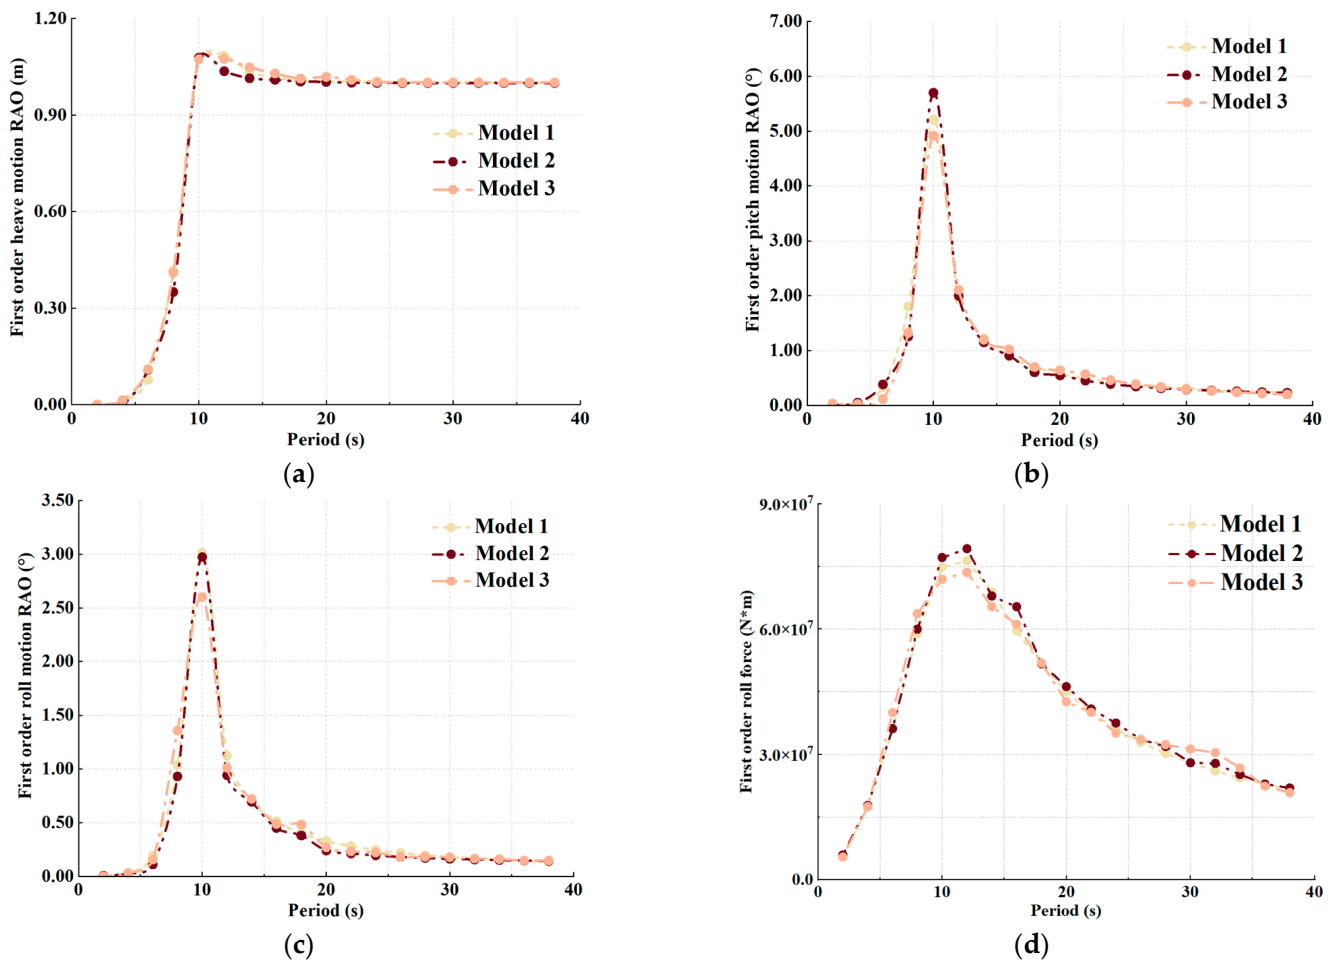 1.20
0.90
0.60
0.30
0.00
0
10
20
30
40
First order heave motion RAO (m)
Period (s)
Model 1
Model 2
Model 3
(a)
7.00
6.00
5.00
4.00
3.00
2.00
1.00
0.00
0
10
20
30
40
First order pitch motion RAO (°)
Period (s)
Model 1
Model 2
Model 3
(b)
3.50
3.00
2.50
2.00
1.50
1.00
0.50
0.00
0
10
20
30
40
First order roll motion RAO (°)
Period (s)
Model 1
Model 2
Model 3
(c)
9.0×10⁷
6.0×10⁷
3.0×10⁷
0.0
0
10
20
30
40
First order roll force (N*m)
Period (s)
Model 1
Model 2
Model 3
(d)